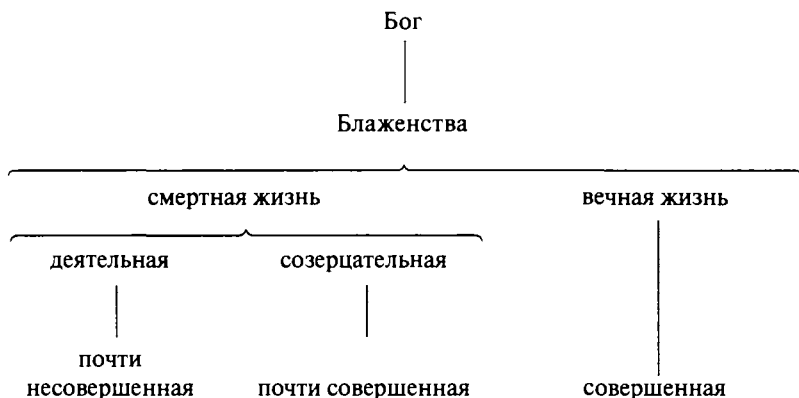 Бог
Блаженства
смертная жизнь вечная жизнь
деятельная созерцательная
почти
несовершенная почти совершенная совершенная